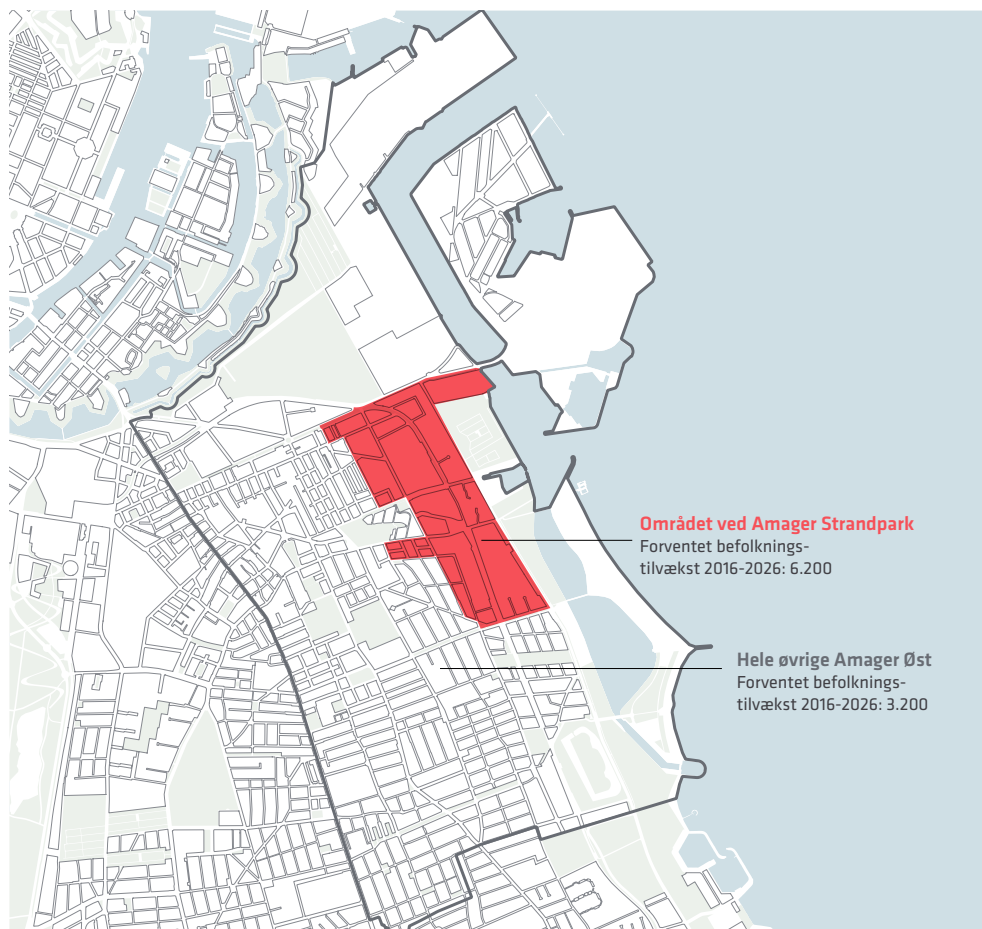 Området ved Amager Strandpark
Forventet befolknings-
tilvækst 2016-2026: 6.200
Hele øvrige Amager Øst
Forventet befolknings-
tilvækst 2016-2026: 3.200